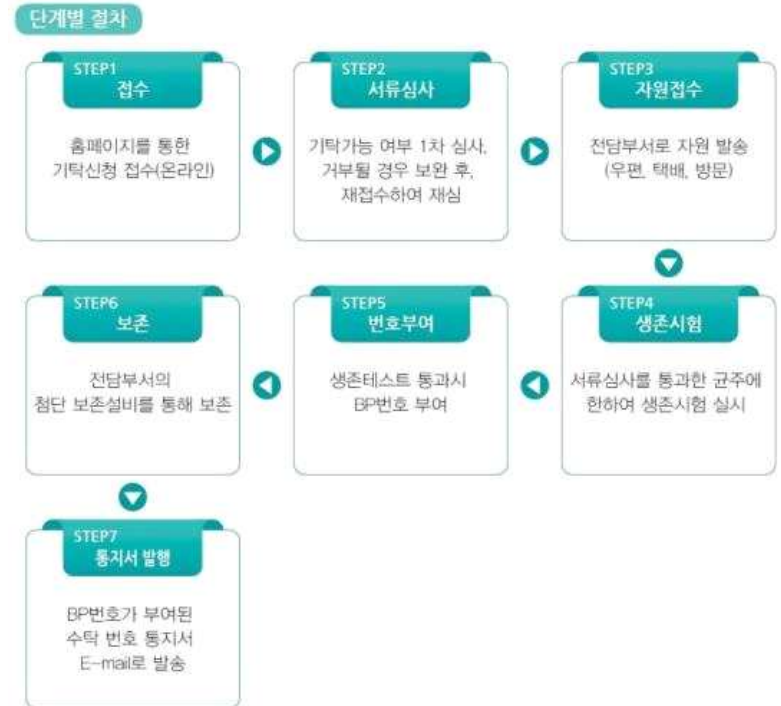 단계별 절차
STEP1
접수
홈페이지를 통한
기탁신청 접수(온라인)
STEP2
서류심사
기탁가능 여부 1차 심사,
거부될 경우 보완 후,
재접수하여 재심
STEP3
자원접수
전담부서로 자원 발송
(우편, 택배, 방문)
STEP4
생존시험
서류심사를 통과한 균주에
한하여 생존시험 실시
STEP5
번호부여
생존테스트 통과시
BP번호 부여
STEP6
보존
전담부서의
첨단 보존설비를 통해 보존
STEP7
통지서 발행
BP번호가 부여된
수탁 번호 통지서
E-mail로 발송